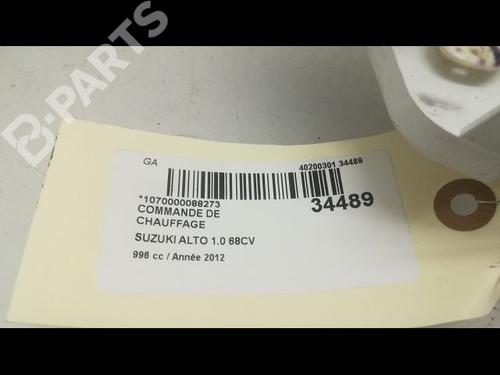 B-PARTS
GA
40200301 34489
*1070000088273
34489
COMMANDE DE
CHAUFFAGE
SUZUKI ALTO 1.0 68CV
996 cc / Année 2012